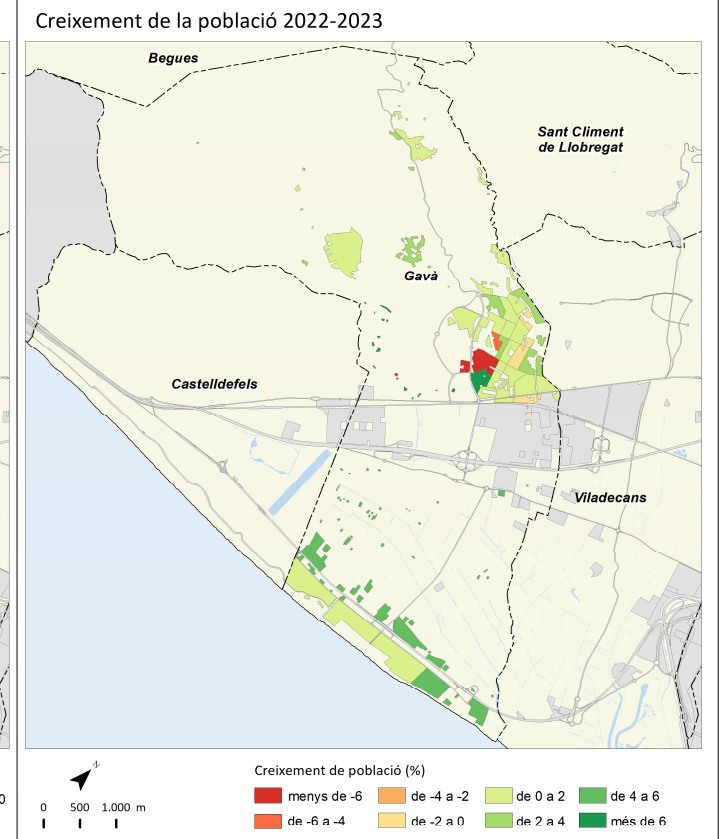 Creixement de la població 2022-2023
Begues
Sant Climent
de Llobregat
Gavà
Castelldefels
Viladecans
N
0 500 1.000 m
0
Creixement de població (%)
menys de -6
de -4 a -2
de 0 a 2
de 4 a 6
de -6 a -4
de -2 a 0
de 2 a 4
més de 6